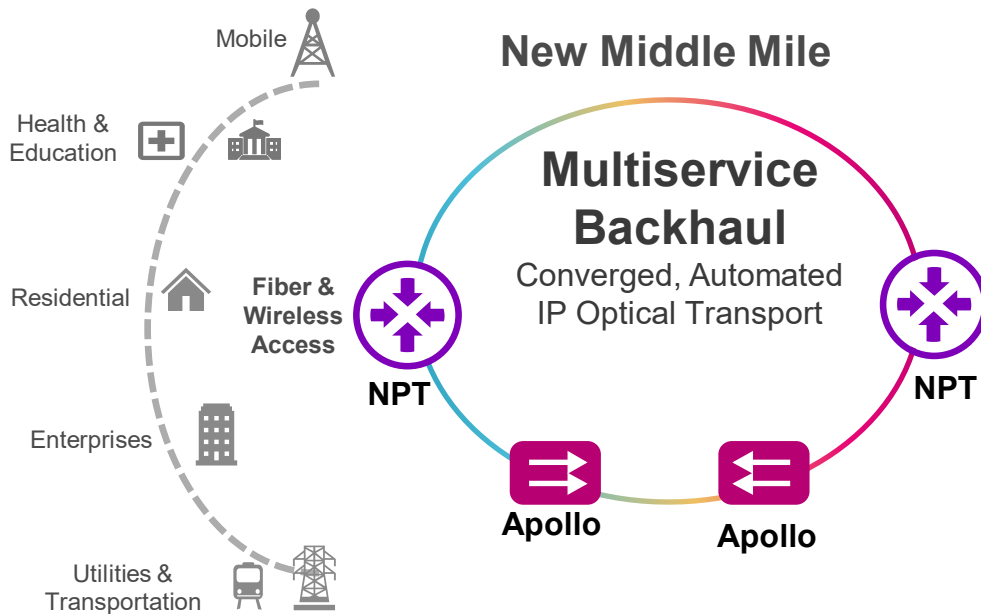 Mobile
New Middle Mile
Health &
Education
Multiservice
Backhaul
Converged, Automated
IP Optical Transport
Residential
Fiber &
Wireless
Access
NPT
NPT
Enterprises
Apollo
Apollo
Utilities &
Transportation